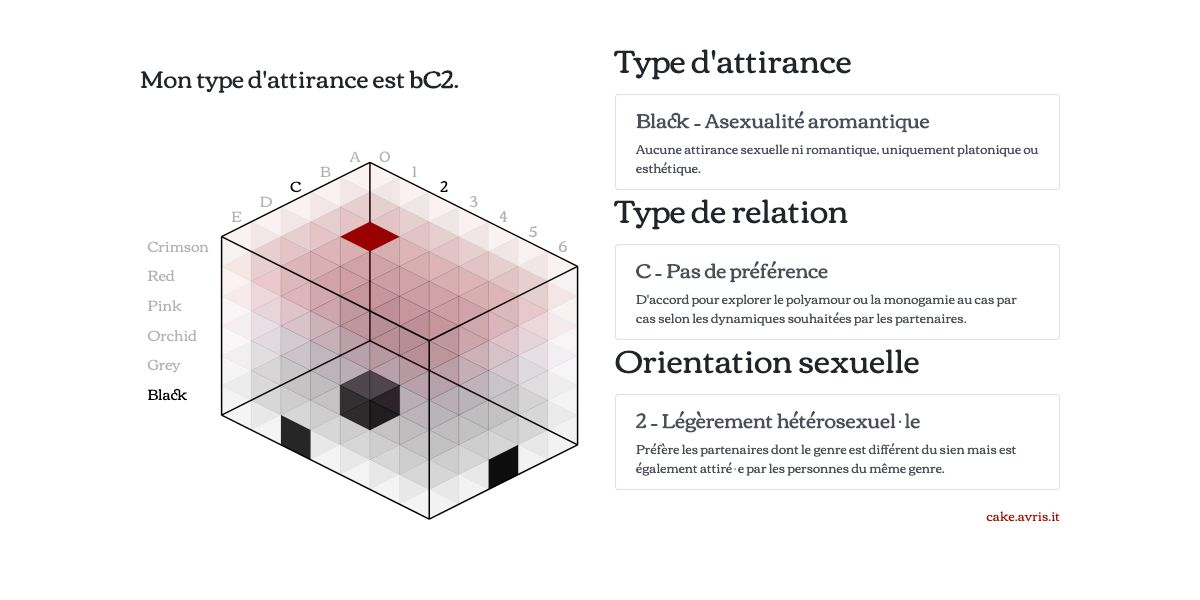 Mon type d'attirance est bC2.
A O
B 1
C 2
D 3
E 4
5
6
Crimson
Red
Pink
Orchid
Grey
Black
Type d'attirance
Black - Asexualité aromantique
Aucune attirance sexuelle ni romantique, uniquement platonique ou
esthétique.
Type de relation
C - Pas de préférence
D'accord pour explorer le polyamour ou la monogamie au cas par
cas selon les dynamiques souhaitées par les partenaires.
Orientation sexuelle
2 - Légèrement hétérosexuel·le
Préfère les partenaires dont le genre est différent du sien mais est
également attiré·e par les personnes du même genre.
cake.avris.it